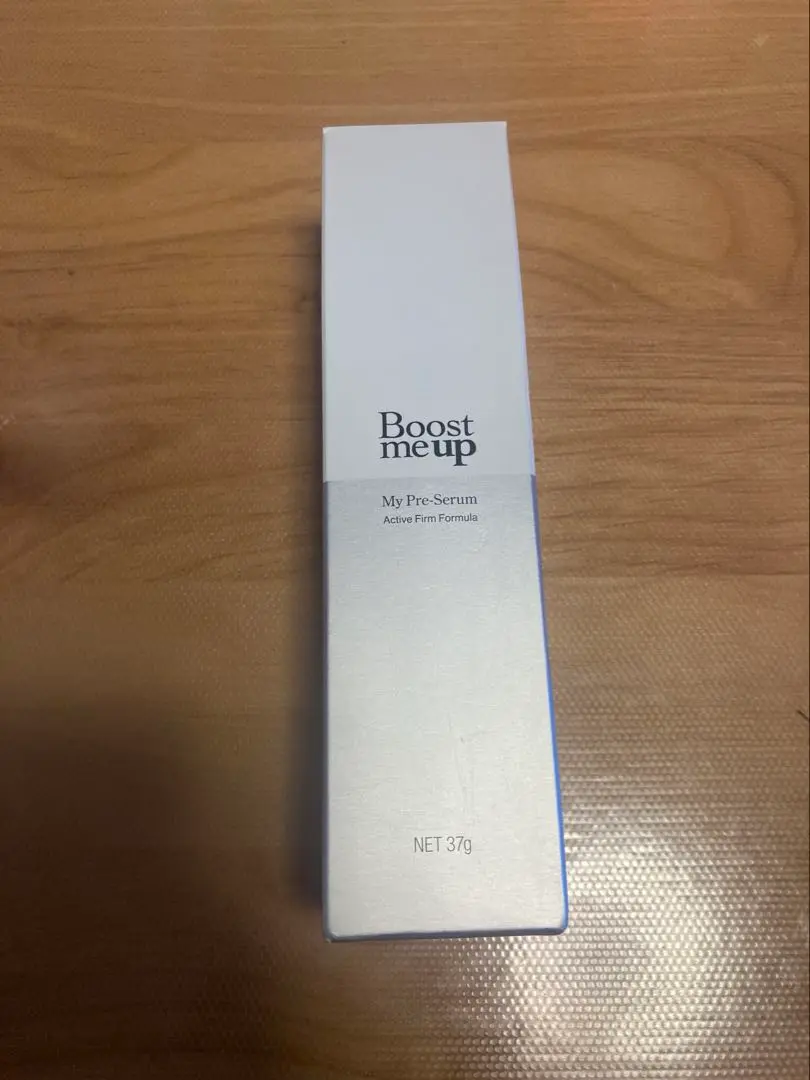 Boost
me up
My Pre-Serum
Active Firm Formula
NET 37g